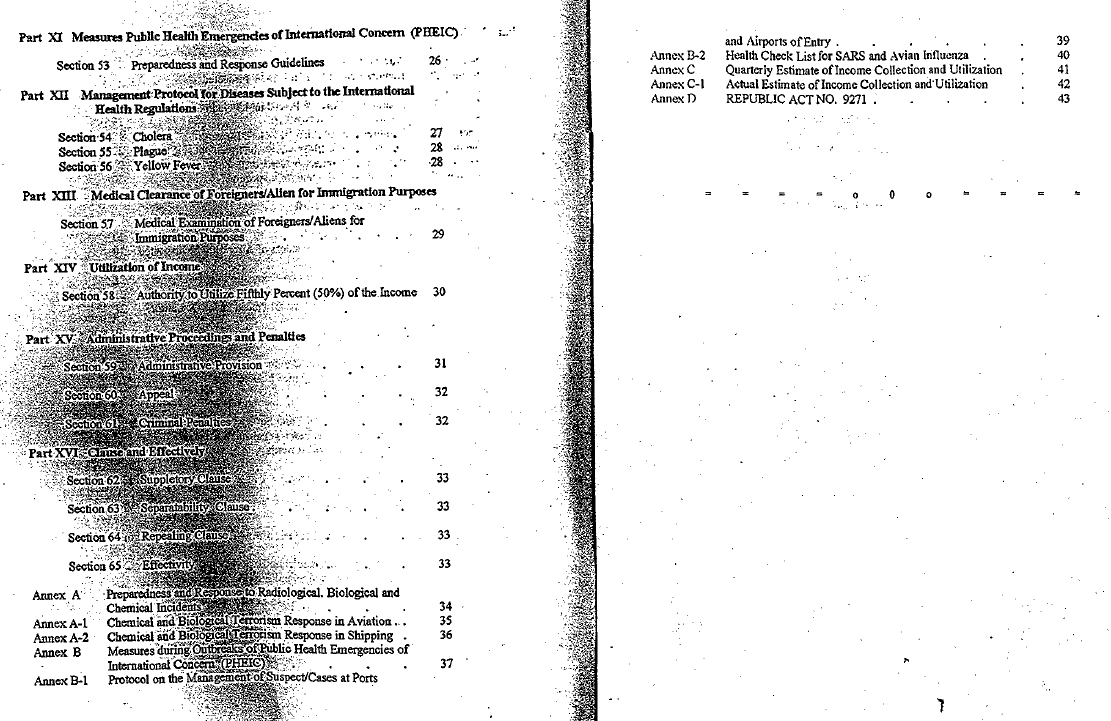 Part XI Measures Public Health Emergencies of International Concern (PHEIC)
Section 53 Preparedness and Response Guidelines 26
Part XII Management Protocol for Diseases Subject to the International
Health Regulations
Section 54 Cholera 27
Section 55 Plague 28
Section 56 Yellow Fever 28
Part XIII Medical Clearance of Foreigners/Alien for Immigration Purposes
Section 57 Medical Examination of Foreigners/Aliens for
Immigration Purposes . . . . . 29
Part XIV Utilization of Income
Section 58 Authority to Utilize Fifthly Percent (50%) of the Income 30
Part XV Administrative Proceedings and Penalties
Section 59 Administrative Provision . . . . 31
Section 60 Appeal . . . . 32
Section 61 Criminal Penalties . . . . 32
Part XVI Clause and Effectively
Section 62 Suppletory Clause . . . . 33
Section 63 Separatability Clause . . . . 33
Section 64 Repealing Clause . . . . 33
Section 65 Effectivity . . . . 33
Annex A Preparedness and Response to Radiological, Biological and
Chemical Incidents . . . . 34
Annex A-1 Chemical and Biological Terrorism Response in Aviation . . . 35
Annex A-2 Chemical and Biological Terrorism Response in Shipping . 36
Annex B Measures during Outbreaks of Public Health Emergencies of
International Concern (PHEIC) . . . 37
Annex B-1 Protocol on the Management of Suspect/Cases at Ports
and Airports of Entry . . . . . . 39
Annex B-2 Health Check List for SARS and Avian Influenza . . 40
Annex C Quarterly Estimate of Income Collection and Utilization . 41
Annex C-1 Actual Estimate of Income Collection and Utilization . 42
Annex D REPUBLIC ACT NO. 9271 . . . . . 43
= = = = o 0 o = = = =
7